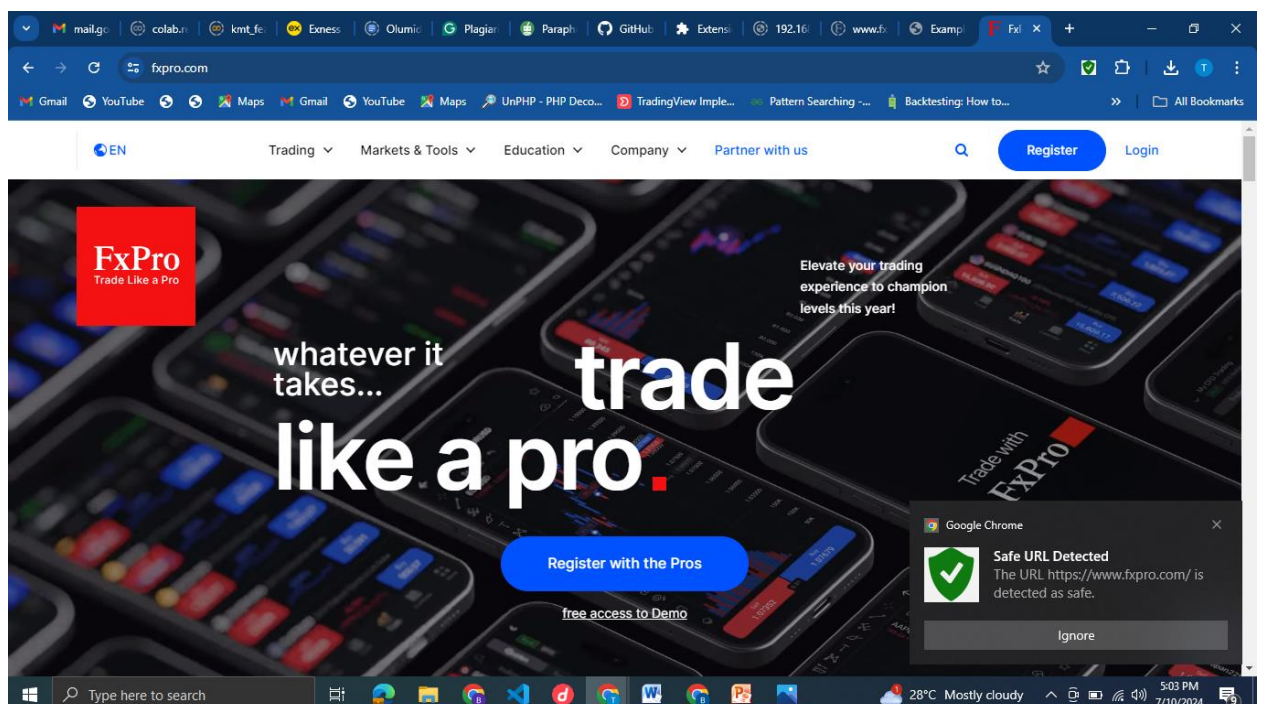 mail.go
colab.r
kmt_fe
Exness
Olumid
Plagiar
Paraph
GitHub
Extensi
192.16
www.fx
Exampl
Fxl
fxpro.com
Gmail
YouTube
Maps
Gmail
YouTube
Maps
UnPHP - PHP Deco...
TradingView Imple...
Pattern Searching -...
Backtesting: How to...
All Bookmarks
EN
Trading
Markets & Tools
Education
Company
Partner with us
Register
Login
FxPro
Trade Like a Pro
Elevate your trading
experience to champion
levels this year!
whatever it
takes...
trade
like a pro.
Trade with
FxPro
Register with the Pros
free access to Demo
Google Chrome
Safe URL Detected
The URL https://www.fxpro.com/ is
detected as safe.
Ignore
Type here to search
28°C Mostly cloudy
5:03 PM
7/10/2024